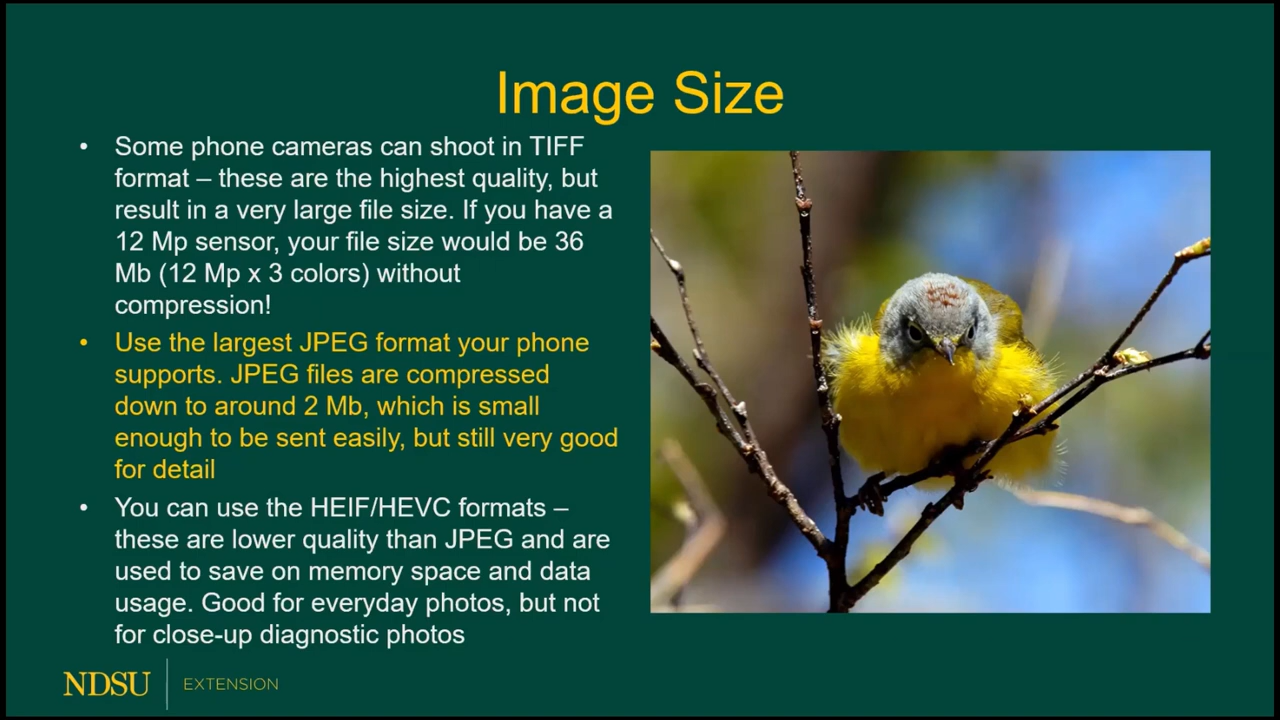 Image Size
• Some phone cameras can shoot in TIFF
format – these are the highest quality, but
result in a very large file size. If you have a
12 Mp sensor, your file size would be 36
Mb (12 Mp x 3 colors) without
compression!
• Use the largest JPEG format your phone
supports. JPEG files are compressed
down to around 2 Mb, which is small
enough to be sent easily, but still very good
for detail
• You can use the HEIF/HEVC formats –
these are lower quality than JPEG and are
used to save on memory space and data
usage. Good for everyday photos, but not
for close-up diagnostic photos
NDSU EXTENSION